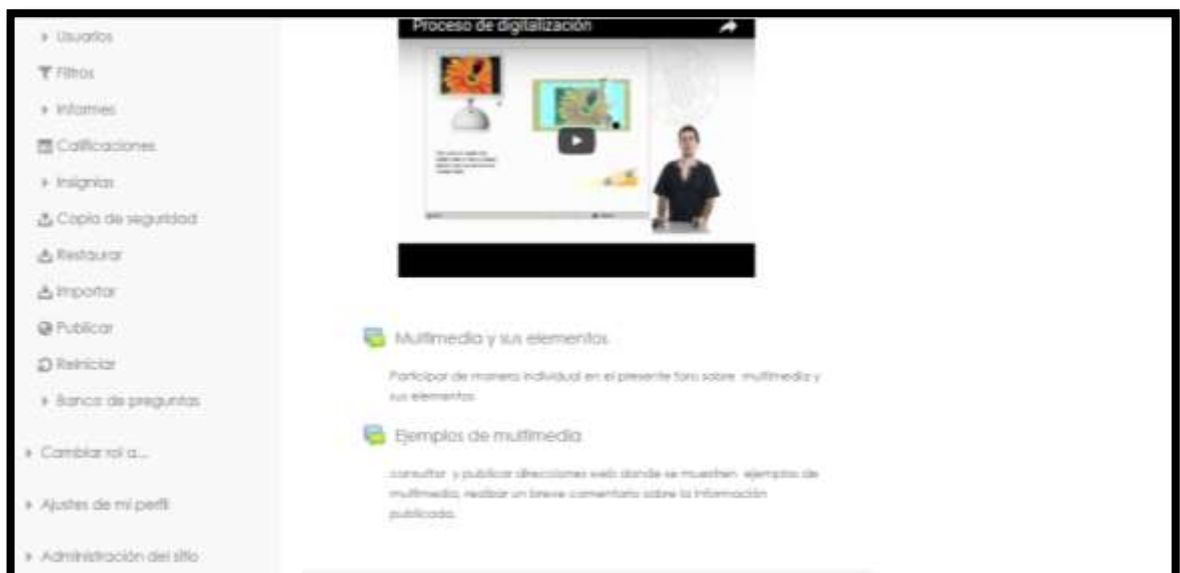 Usuarios
Filtros
Informes
Calificaciones
Insignias
Copia de seguridad
Restaurar
Importar
Publicar
Reiniciar
Banco de preguntas
Cambiar rol a...
Ajustes de mi perfil
Administración del sitio
Proceso de digitalización
Multimedia y sus elementos
Participar de manera individual en el presente foro sobre multimedia y
sus elementos
Ejemplos de multimedia
consultar y publicar direcciones web donde se muestren ejemplos de
multimedia, realizar un breve comentario sobre la información
publicada.